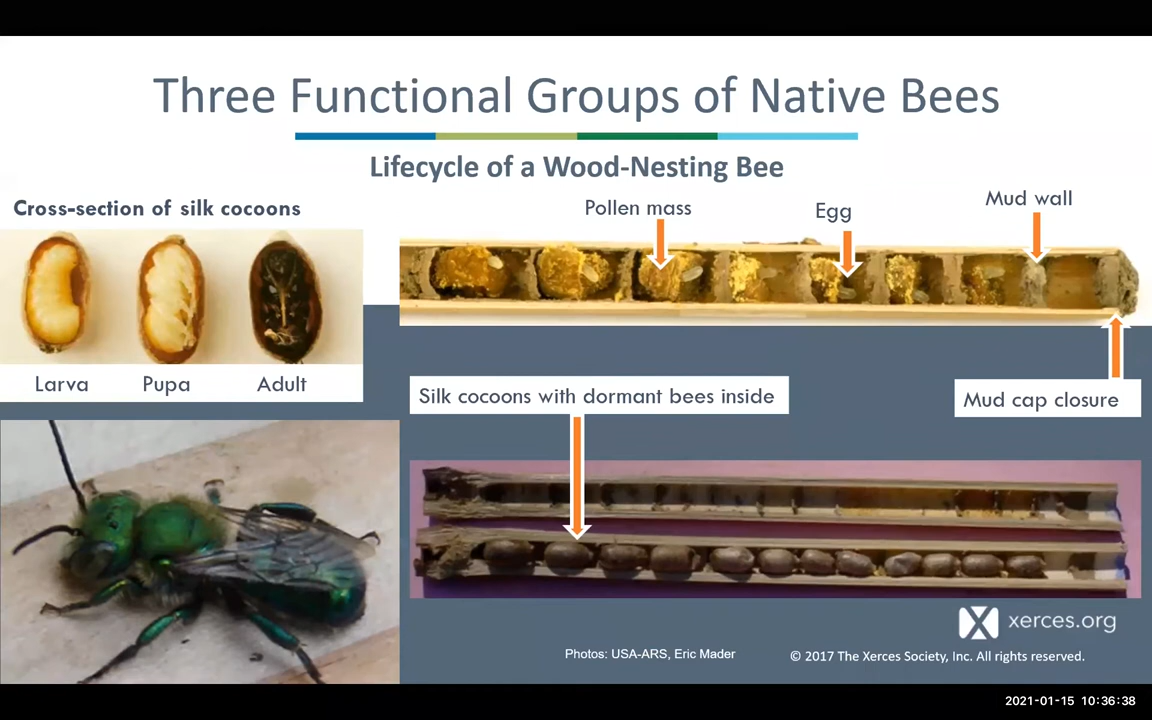 Three Functional Groups of Native Bees
Lifecycle of a Wood-Nesting Bee
Cross-section of silk cocoons
Pollen mass
Egg
Mud wall
Larva
Pupa
Adult
Silk cocoons with dormant bees inside
Mud cap closure
xerces.org
Photos: USA-ARS, Eric Mader
© 2017 The Xerces Society, Inc. All rights reserved.
2021-01-15 10:36:38